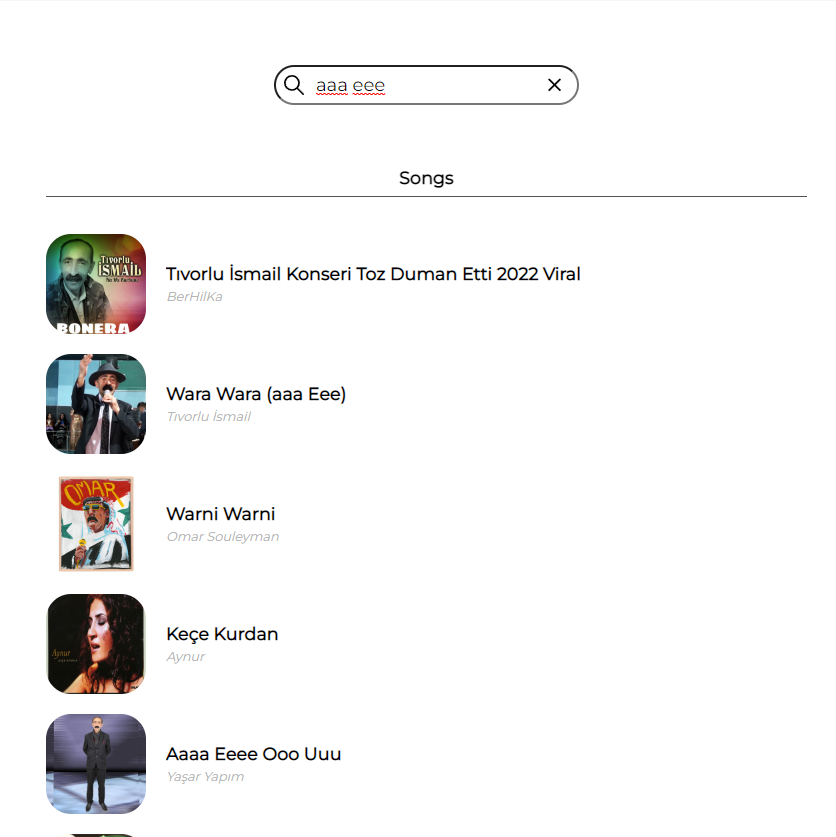 aaa eee
Songs
Tıvorlu
İSMAİL
BONERA
Tıvorlu İsmail Konseri Toz Duman Etti 2022 Viral
BerHilKa
Wara Wara (aaa Eee)
Tıvorlu İsmail
OMAR
Warni Warni
Omar Souleyman
Aynur
Keçe Kurdan
Aynur
Aaaa Eeee Ooo Uuu
Yaşar Yapım